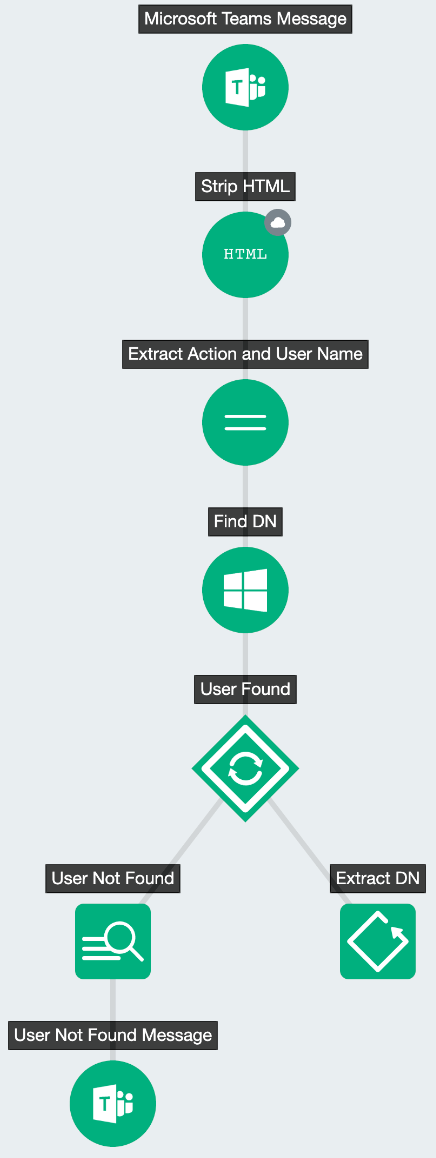 Microsoft Teams Message
T
Strip HTML
HTML
Extract Action and User Name
Find DN
User Found
User Not Found
Extract DN
User Not Found Message
T